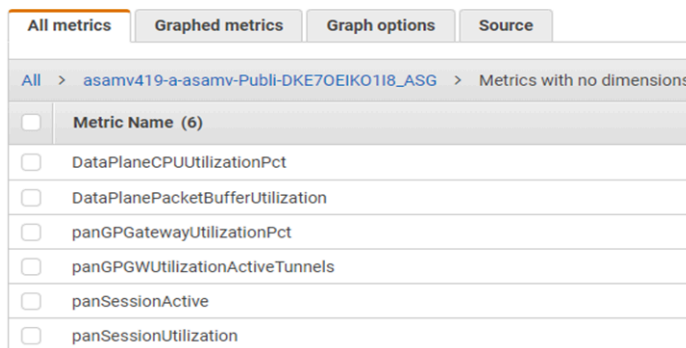 All metrics Graphed metrics Graph options Source
All > asamv419-a-asamv-Publi-DKE7OEIKO1I8_ASG > Metrics with no dimensions
Metric Name (6)
DataPlaneCPUUtilizationPct
DataPlanePacketBufferUtilization
panGPGatewayUtilizationPct
panGPGWUtilizationActiveTunnels
panSessionActive
panSessionUtilization